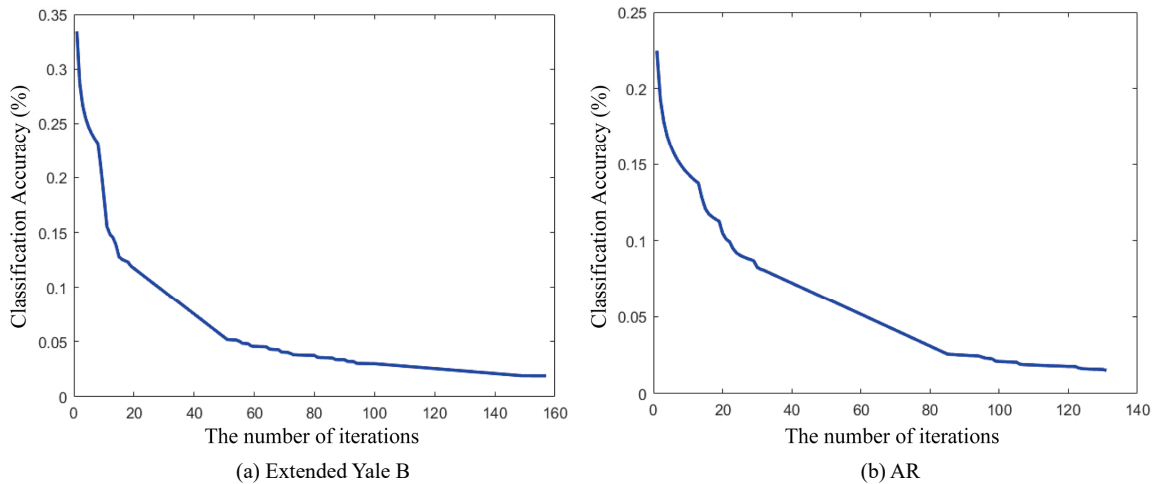 0.35
0.3
0.25
0.2
0.15
0.1
0.05
0
0 20 40 60 80 100 120 140 160
Classification Accuracy (%)
The number of iterations
(a) Extended Yale B
0.25
0.2
0.15
0.1
0.05
0
0 20 40 60 80 100 120 140
Classification Accuracy (%)
The number of iterations
(b) AR